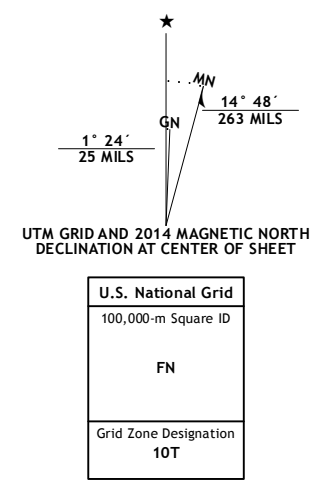 ★
MN
GN
14° 48´
263 MILS
1° 24´
25 MILS
UTM GRID AND 2014 MAGNETIC NORTH
DECLINATION AT CENTER OF SHEET
U.S. National Grid
100,000-m Square ID
FN
Grid Zone Designation
10T